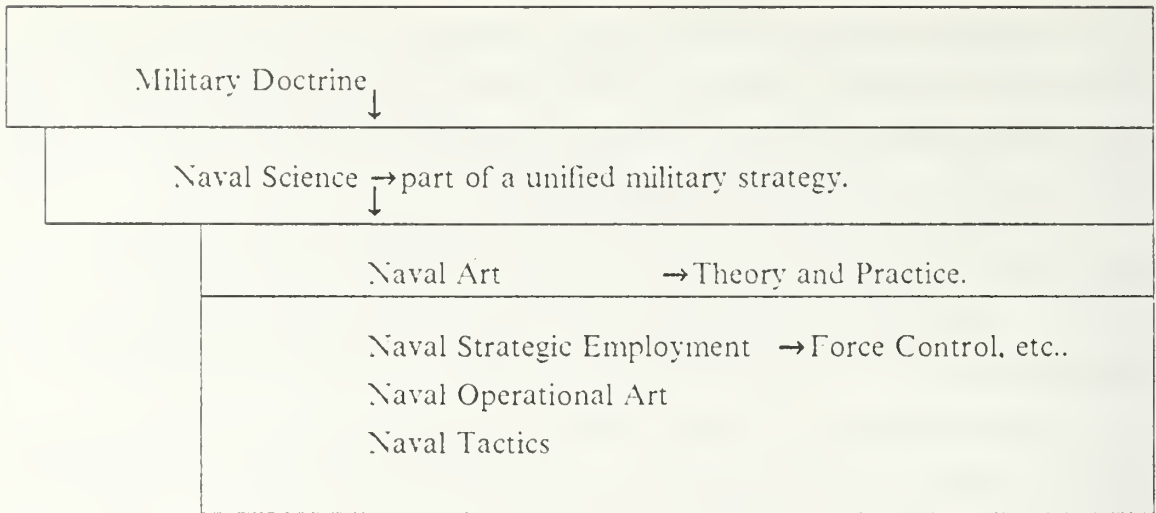 Military Doctrine
↓
Naval Science → part of a unified military strategy.
↓
Naval Art → Theory and Practice.
Naval Strategic Employment → Force Control, etc..
Naval Operational Art
Naval Tactics